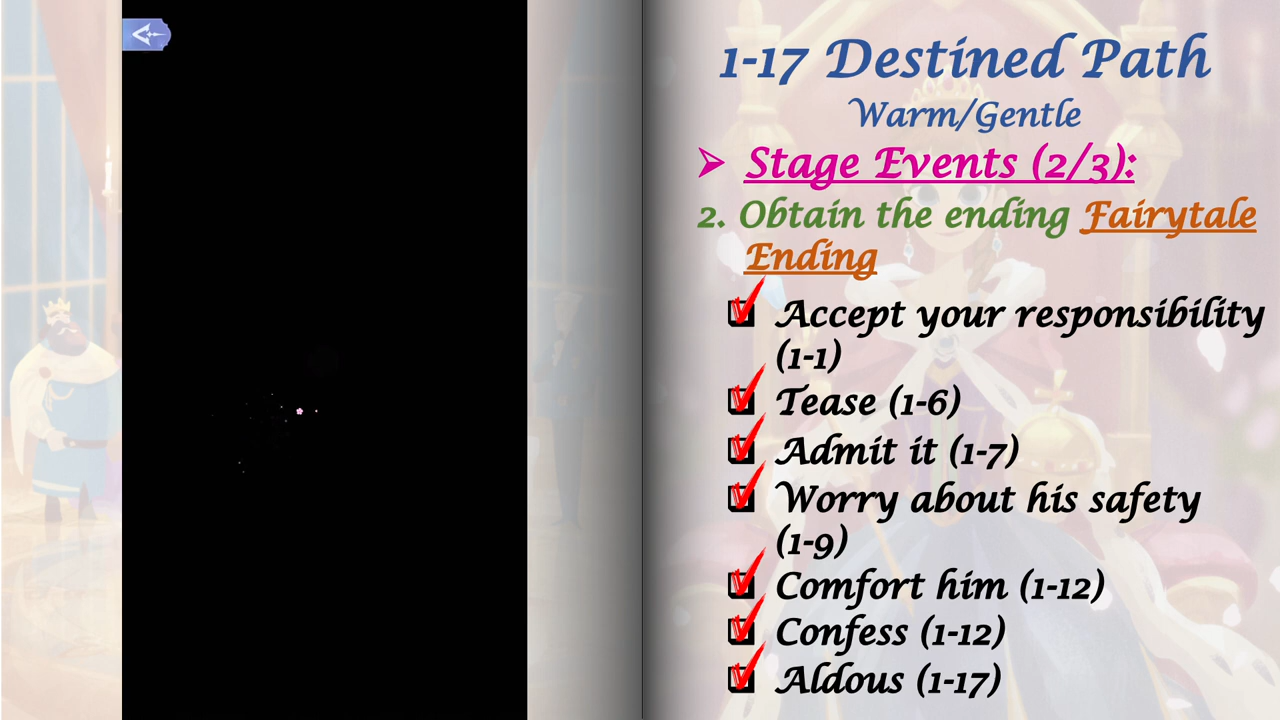 1-17 Destined Path
Warm/Gentle
➢ Stage Events (2/3):
2. Obtain the ending Fairytale
Ending
Accept your responsibility
(1-1)
Tease (1-6)
Admit it (1-7)
Worry about his safety
(1-9)
Comfort him (1-12)
Confess (1-12)
Aldous (1-17)